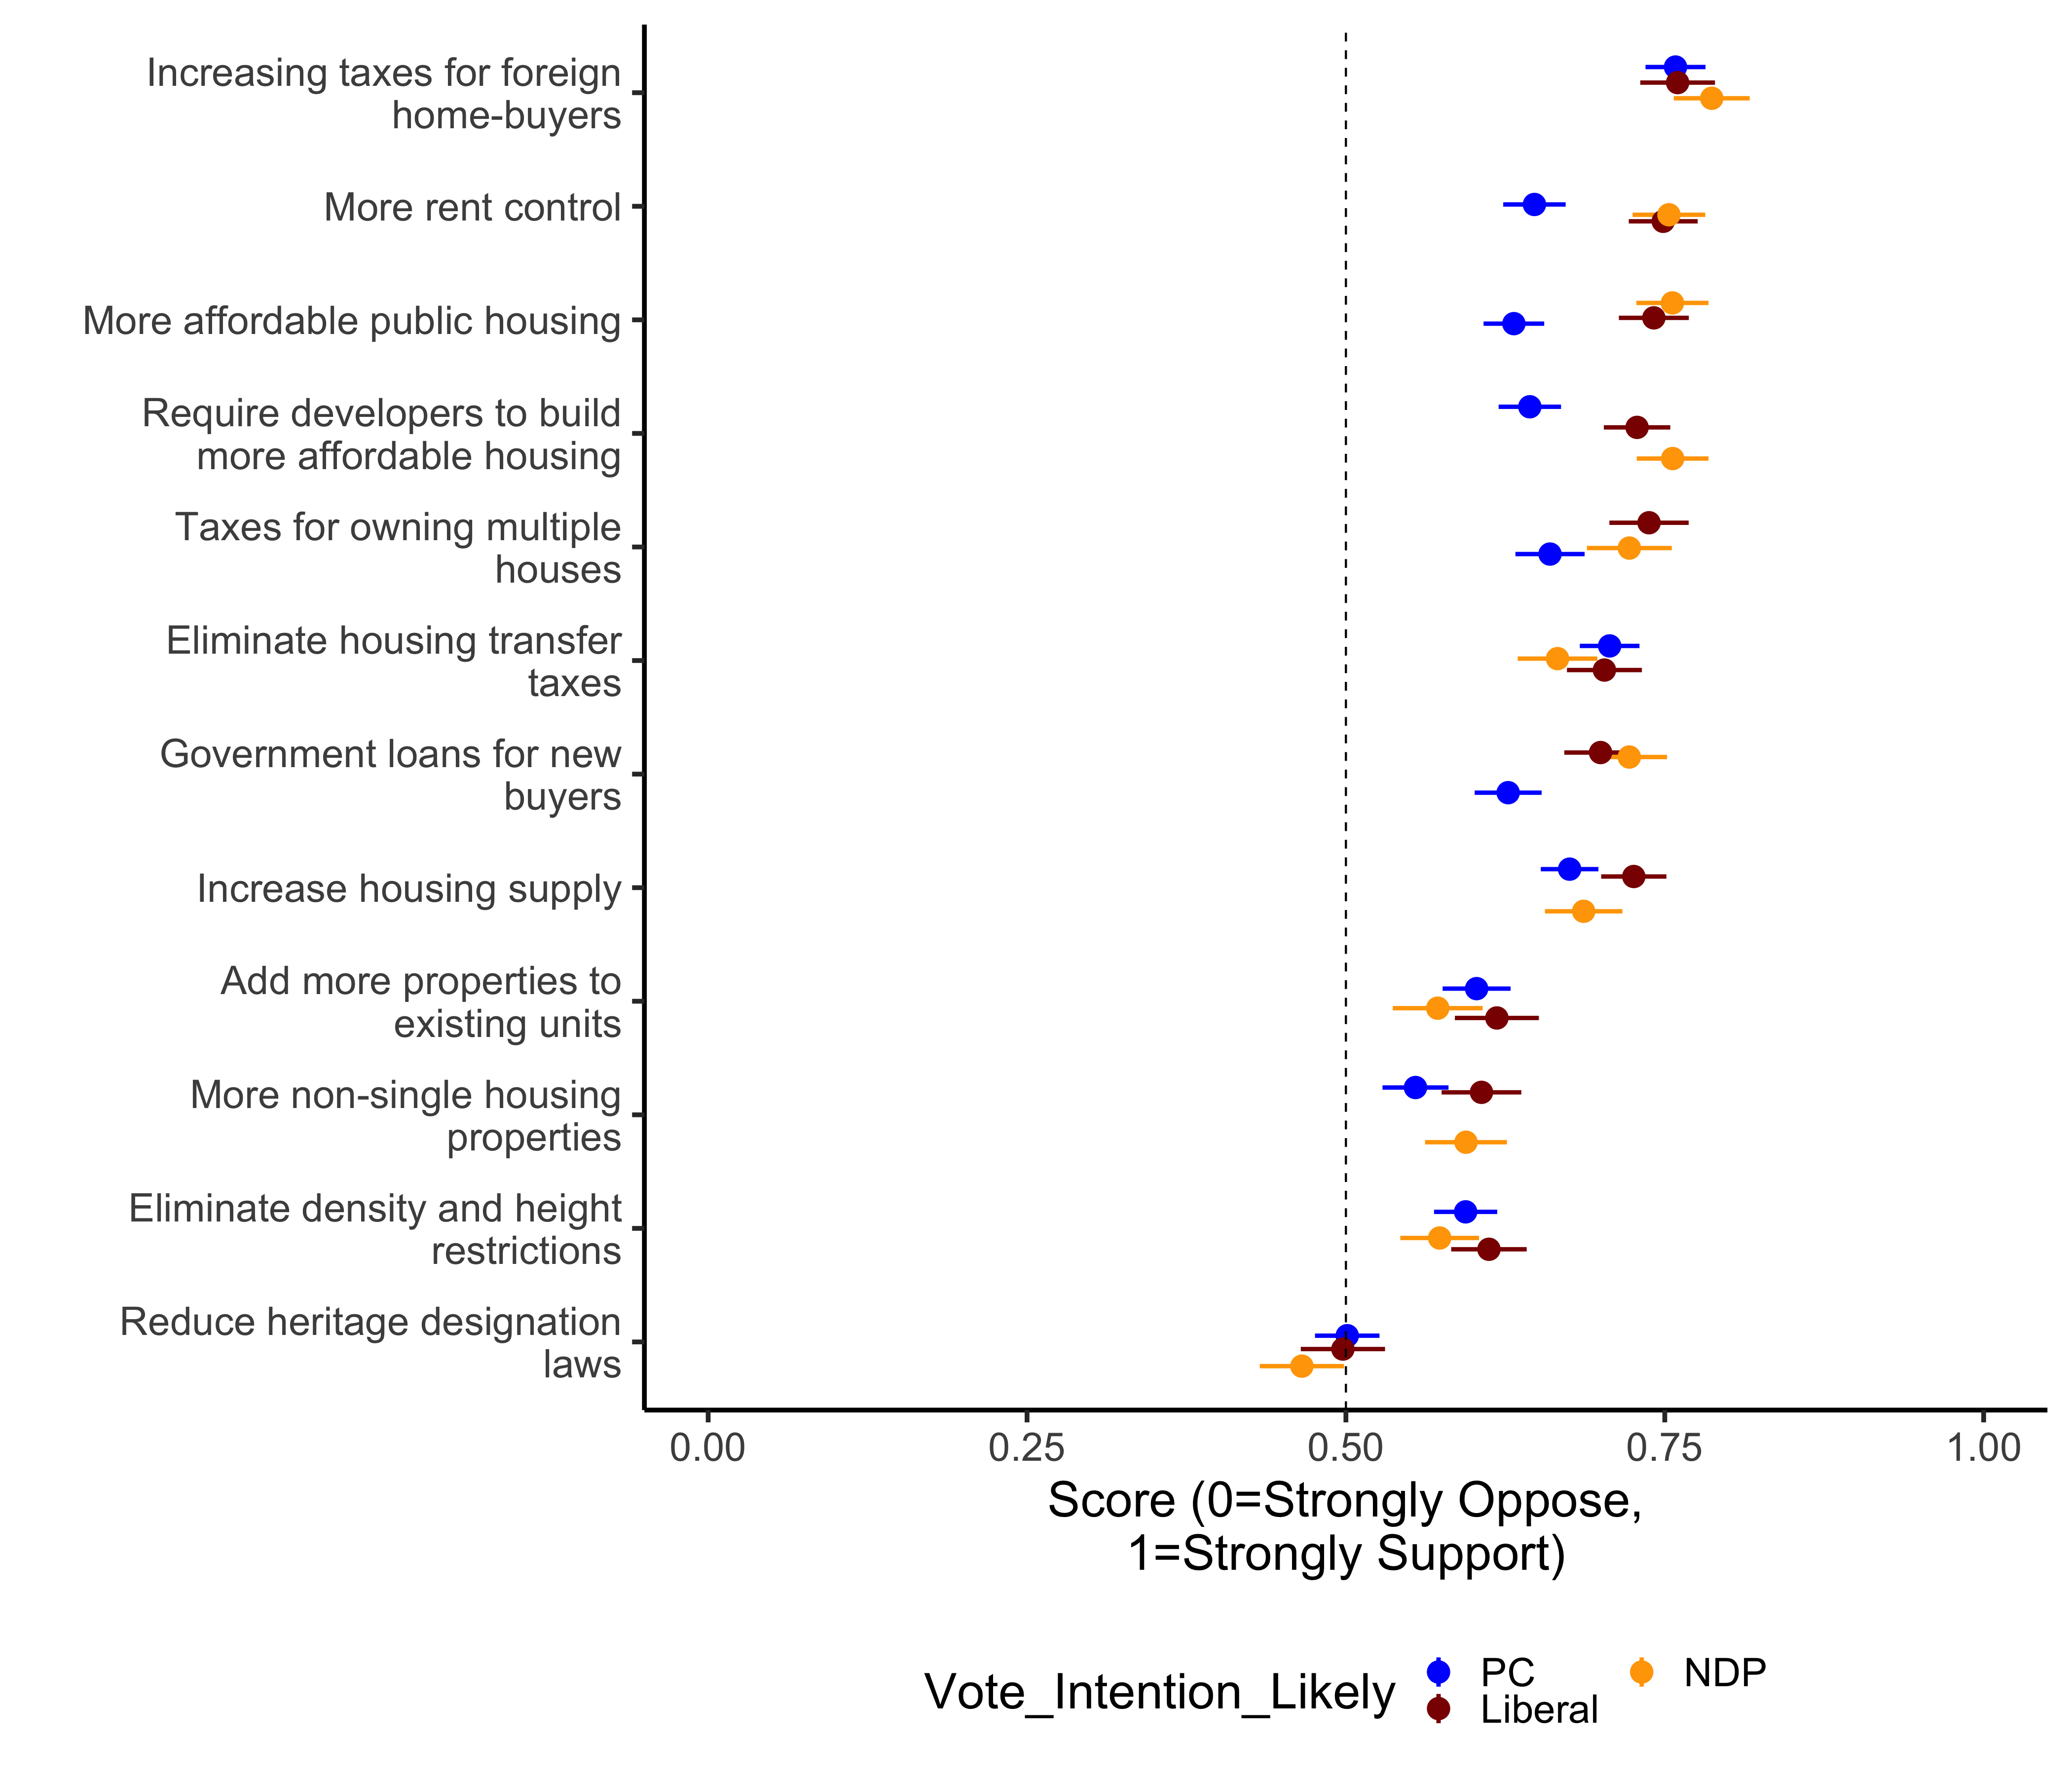 Increasing taxes for foreign
home-buyers
More rent control
More affordable public housing
Require developers to build
more affordable housing
Taxes for owning multiple
houses
Eliminate housing transfer
taxes
Government loans for new
buyers
Increase housing supply
Add more properties to
existing units
More non-single housing
properties
Eliminate density and height
restrictions
Reduce heritage designation
laws
0.00 0.25 0.50 0.75 1.00
Score (0=Strongly Oppose,
1=Strongly Support)
Vote_Intention_Likely
PC NDP
Liberal